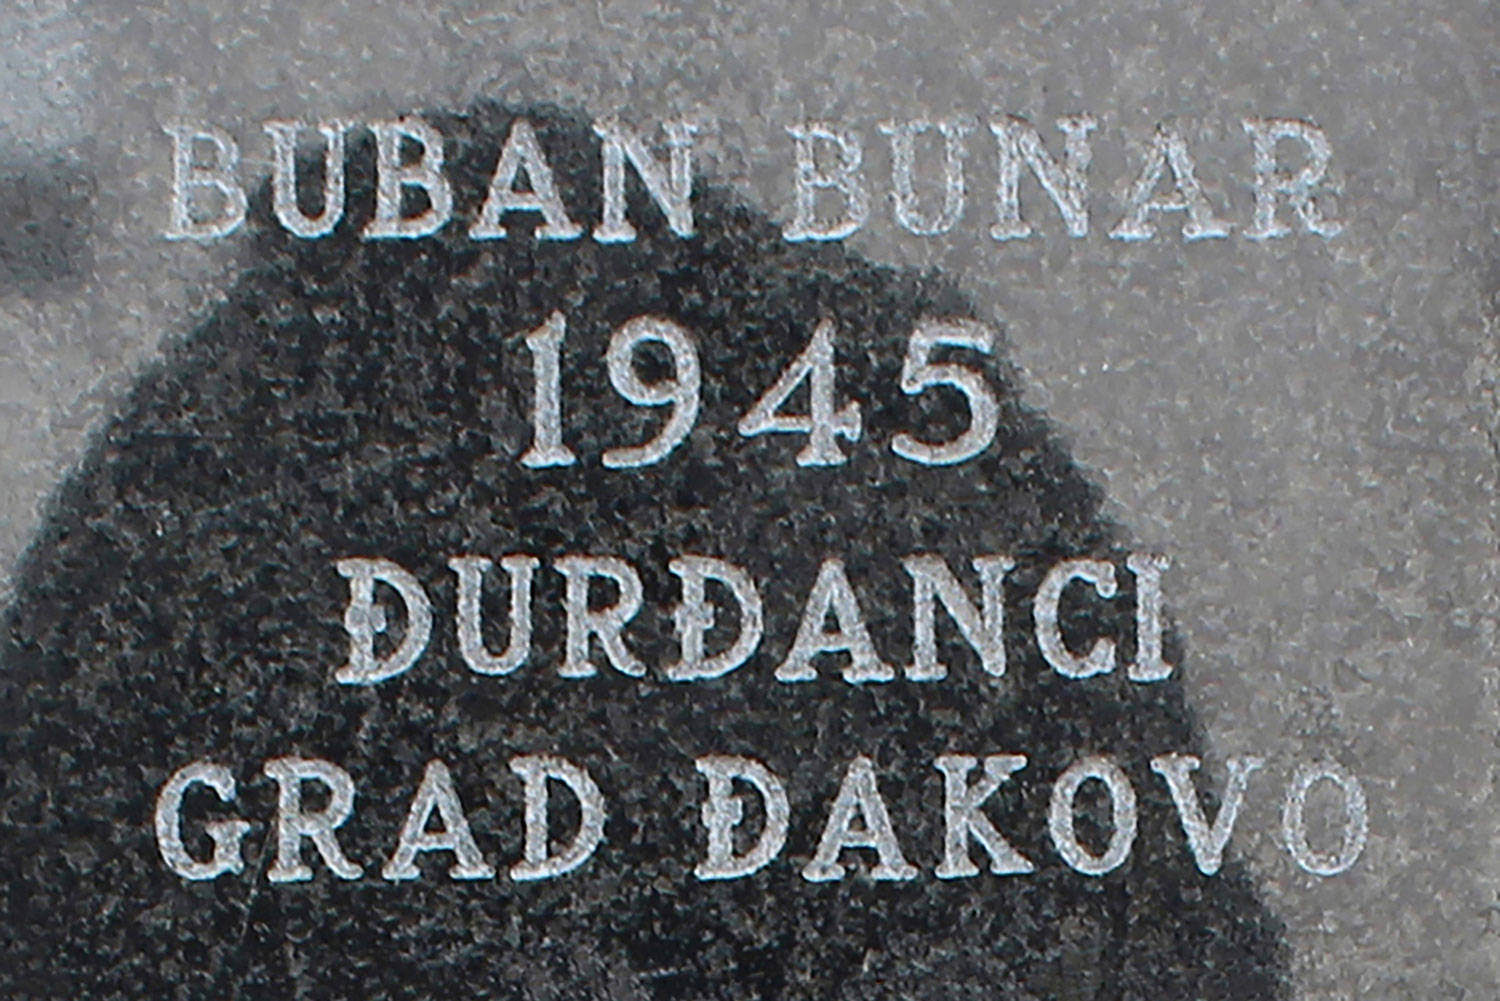 BUBAN BUNAR
1945
ĐURĐANCI
GRAD ĐAKOVO